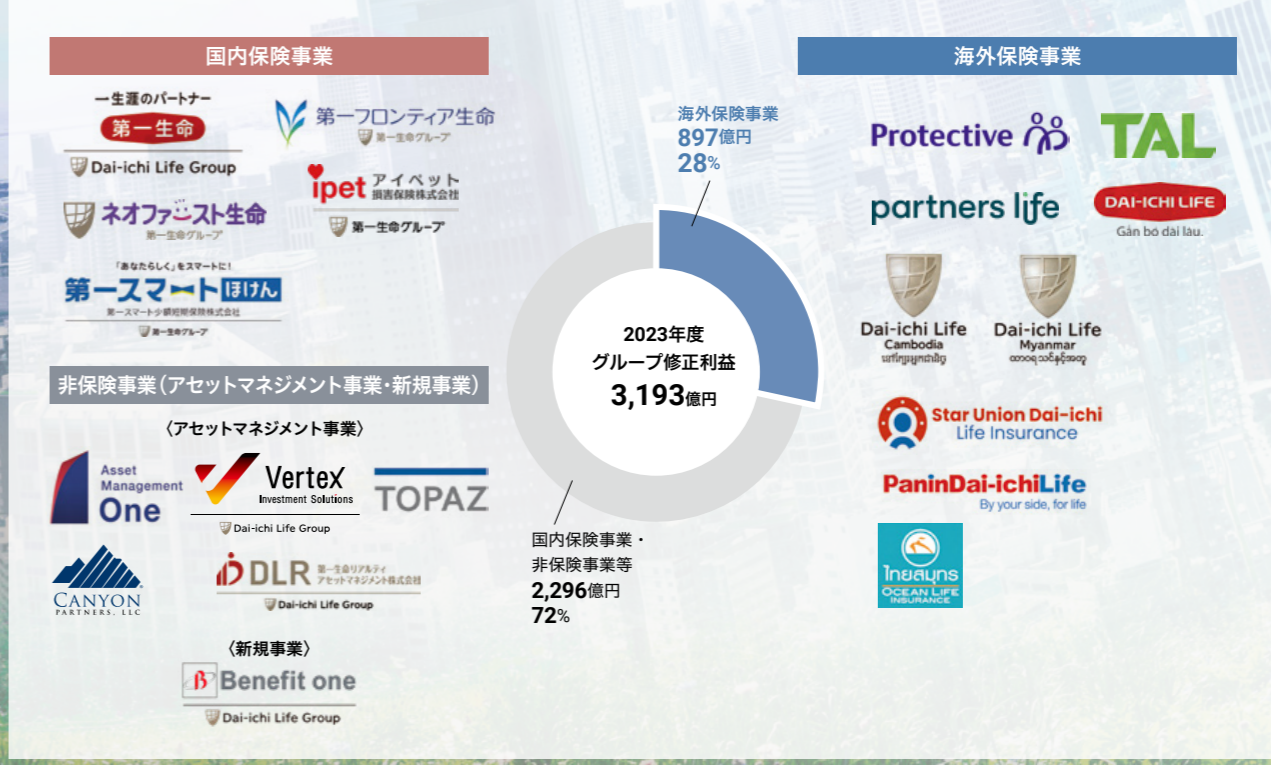 国内保険事業
一生涯のパートナー
第一生命
Dai-ichi Life Group
第一フロンティア生命
第一生命グループ
ipet アイペット
損害保険株式会社
第一生命グループ
ネオファースト生命
第一生命グループ
「あなたらしく」をスマートに!
第一スマートほけん
第一スマート少額短期保険株式会社
第一生命グループ
非保険事業(アセットマネジメント事業・新規事業)
〈アセットマネジメント事業〉
Asset
Management
One
Vertex
Investment Solutions
Dai-ichi Life Group
TOPAZ
CANYON
PARTNERS, LLC
DLR 第一生命リアルティ
アセットマネジメント株式会社
Dai-ichi Life Group
〈新規事業〉
β Benefit one
Dai-ichi Life Group
海外保険事業
897億円
28%
2023年度
グループ修正利益
3,193億円
国内保険事業・
非保険事業等
2,296億円
72%
海外保険事業
Protective
TAL
partners life
DAI-ICHI LIFE
Gắn bó dài lâu.
Dai-ichi Life
Cambodia
Dai-ichi Life
Myanmar
Star Union Dai-ichi
Life Insurance
PaninDai-ichiLife
By your side, for life
ไทยสมุทร
OCEAN LIFE
INSURANCE